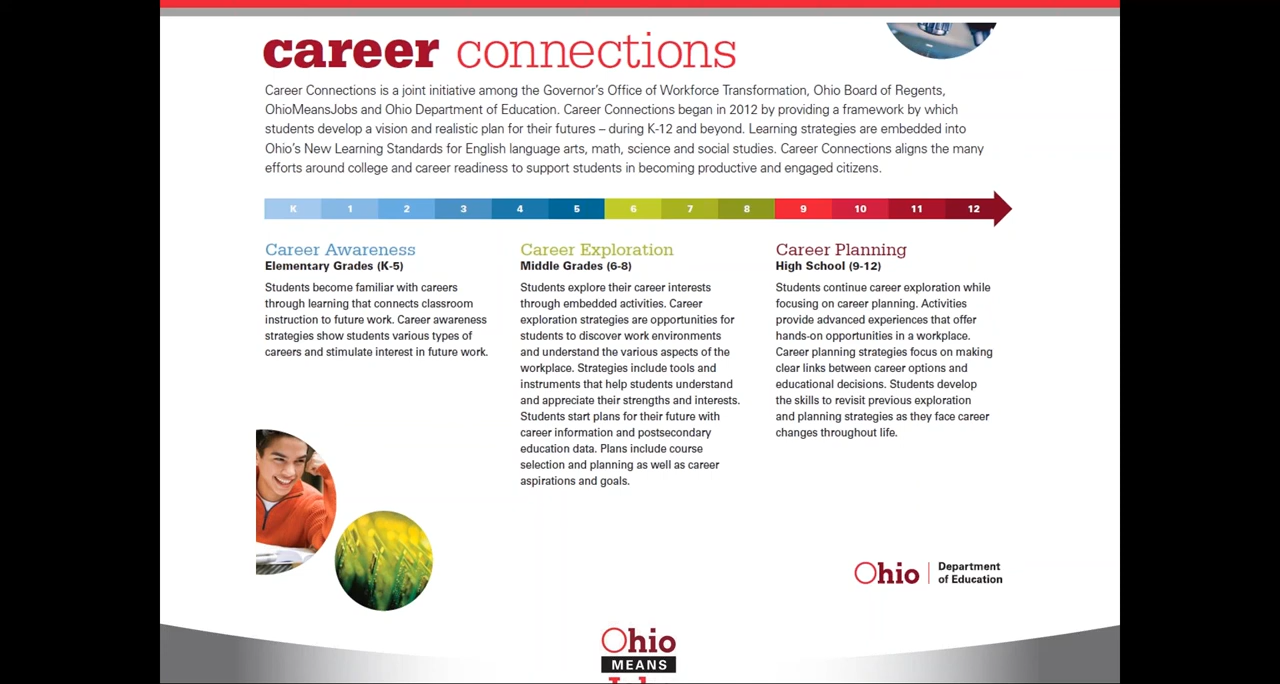 career connections
Career Connections is a joint initiative among the Governor's Office of Workforce Transformation, Ohio Board of Regents,
OhioMeansJobs and Ohio Department of Education. Career Connections began in 2012 by providing a framework by which
students develop a vision and realistic plan for their futures – during K-12 and beyond. Learning strategies are embedded into
Ohio's New Learning Standards for English language arts, math, science and social studies. Career Connections aligns the many
efforts around college and career readiness to support students in becoming productive and engaged citizens.
K 1 2 3 4 5 6 7 8 9 10 11 12
Career Awareness
Elementary Grades (K-5)
Students become familiar with careers
through learning that connects classroom
instruction to future work. Career awareness
strategies show students various types of
careers and stimulate interest in future work.
Career Exploration
Middle Grades (6-8)
Students explore their career interests
through embedded activities. Career
exploration strategies are opportunities for
students to discover work environments
and understand the various aspects of the
workplace. Strategies include tools and
instruments that help students understand
and appreciate their strengths and interests.
Students start plans for their future with
career information and postsecondary
education data. Plans include course
selection and planning as well as career
aspirations and goals.
Career Planning
High School (9-12)
Students continue career exploration while
focusing on career planning. Activities
provide advanced experiences that offer
hands-on opportunities in a workplace.
Career planning strategies focus on making
clear links between career options and
educational decisions. Students develop
the skills to revisit previous exploration
and planning strategies as they face career
changes throughout life.
Ohio
Department
of Education
Ohio
MEANS